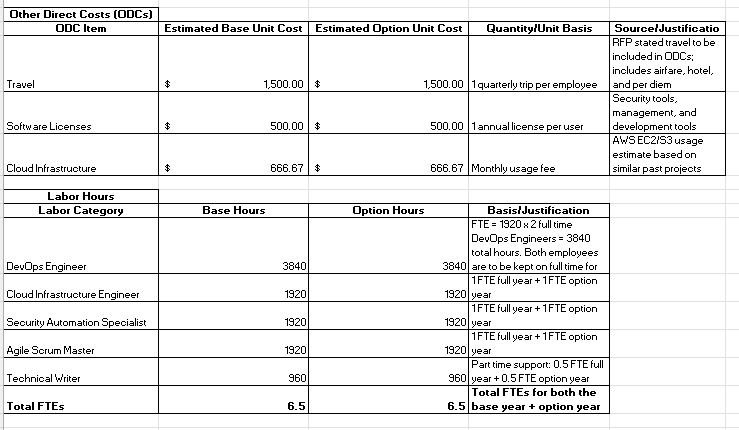 Other Direct Costs (ODCs)
ODC Item Estimated Base Unit Cost Estimated Option Unit Cost Quantity/Unit Basis Source/Justificatio
RFP stated travel to be
included in ODCs;
includes airfare, hotel,
Travel $ 1,500.00 $ 1,500.00 1 quarterly trip per employee and per diem
Security tools,
management, and
Software Licenses $ 500.00 $ 500.00 1 annual license per user development tools
AWS EC2/S3 usage
estimate based on
Cloud Infrastructure $ 666.67 $ 666.67 Monthly usage fee similar past projects
Labor Hours
Labor Category Base Hours Option Hours Basis/Justification
FTE = 1920 x 2 full time
DevOps Engineers = 3840
total hours. Both employees
DevOps Engineer 3840 3840 are to be kept on full time for
1 FTE full year + 1 FTE option
Cloud Infrastructure Engineer 1920 1920 year
1 FTE full year + 1 FTE option
Security Automation Specialist 1920 1920 year
1 FTE full year + 1 FTE option
Agile Scrum Master 1920 1920 year
Part time support: 0.5 FTE full
Technical Writer 960 960 year + 0.5 FTE option year
Total FTEs for both the
Total FTEs 6.5 6.5 base year + option year